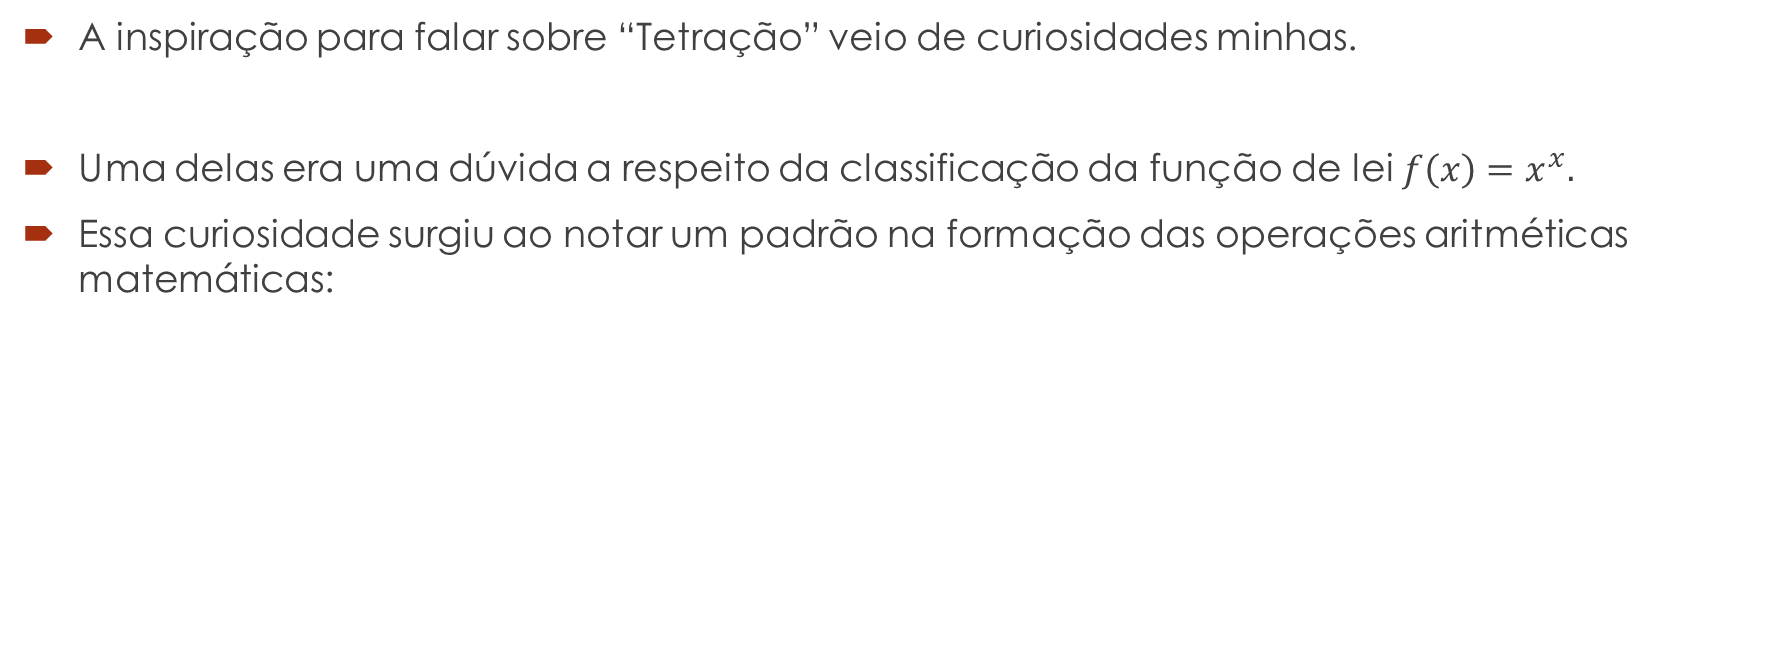 A inspiração para falar sobre “Tetração” veio de curiosidades minhas.
Uma delas era uma dúvida a respeito da classificação da função de lei f(x) = xˣ.
Essa curiosidade surgiu ao notar um padrão na formação das operações aritméticas
matemáticas: